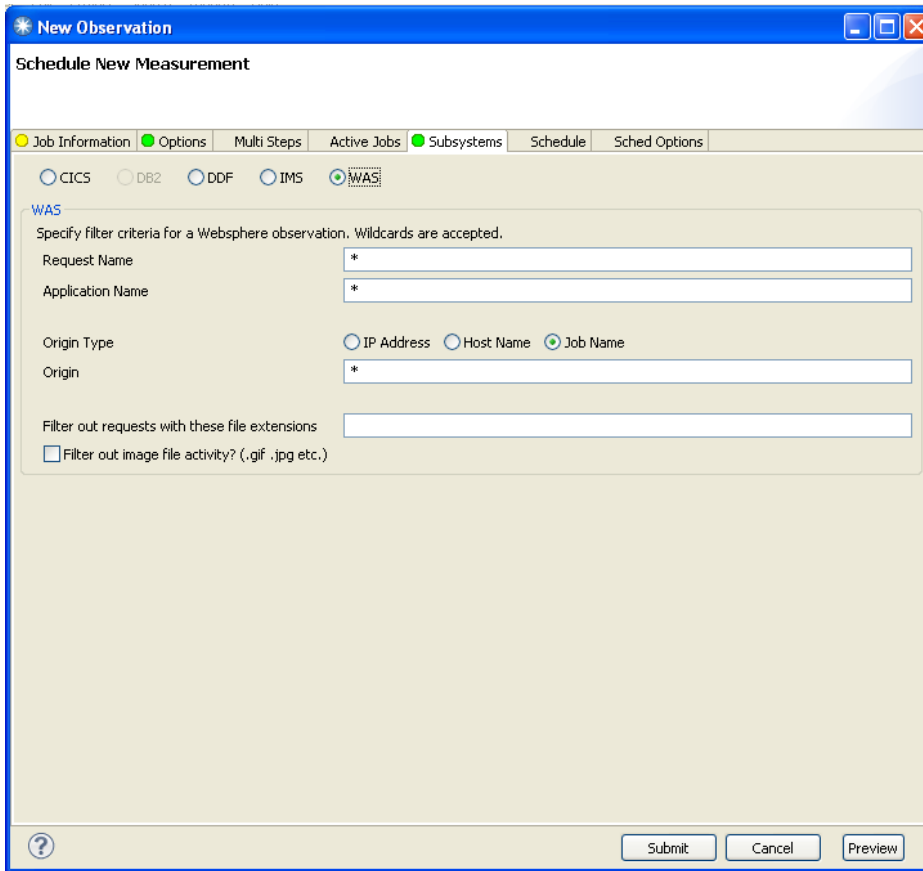 New Observation
Schedule New Measurement
Job Information Options Multi Steps Active Jobs Subsystems Schedule Sched Options
CICS DB2 DDF IMS WAS
WAS
Specify filter criteria for a Websphere observation. Wildcards are accepted.
Request Name *
Application Name *
Origin Type IP Address Host Name Job Name
Origin *
Filter out requests with these file extensions
Filter out image file activity? (.gif .jpg etc.)
? Submit Cancel Preview